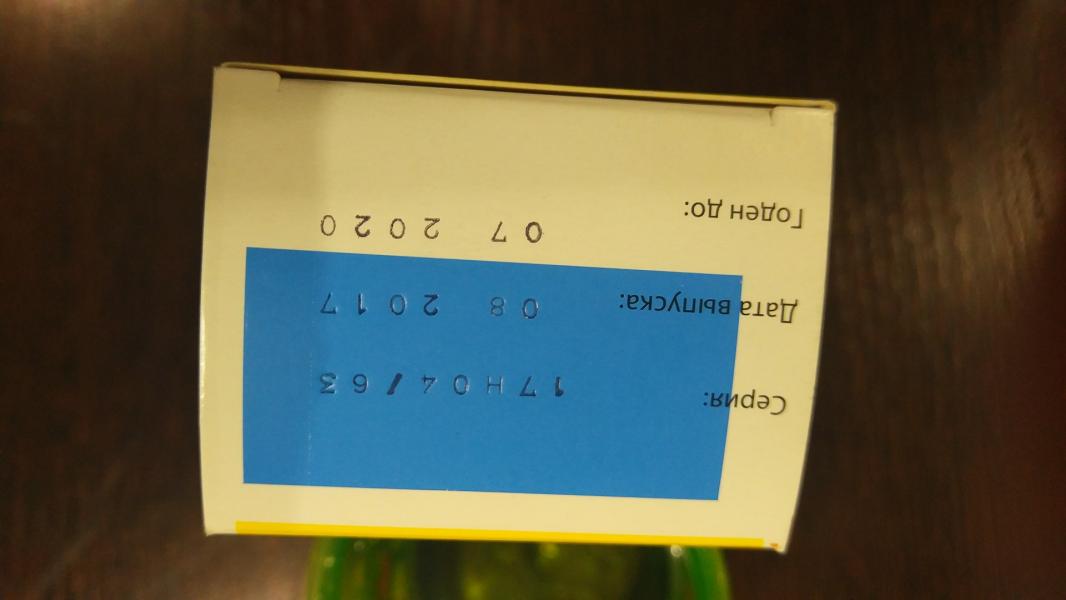 Серия: 17H04/63
Дата выпуска: 08 2017
Годен до: 07 2020